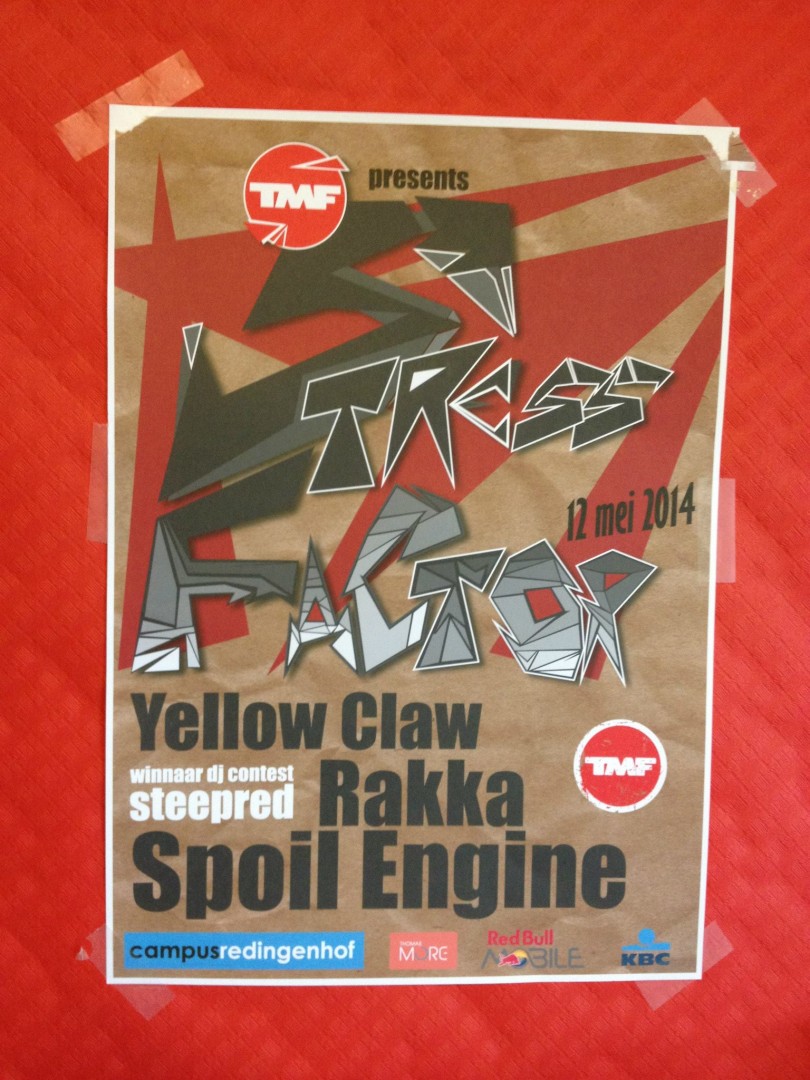 TMF
presents
STRESS
12 mei 2014
FACTOR
Yellow Claw
winnaar dj contest
steepred
Rakka
TMF
Spoil Engine
campusredingenhof
THOMAS
MORE
Red Bull
MOBILE
KBC